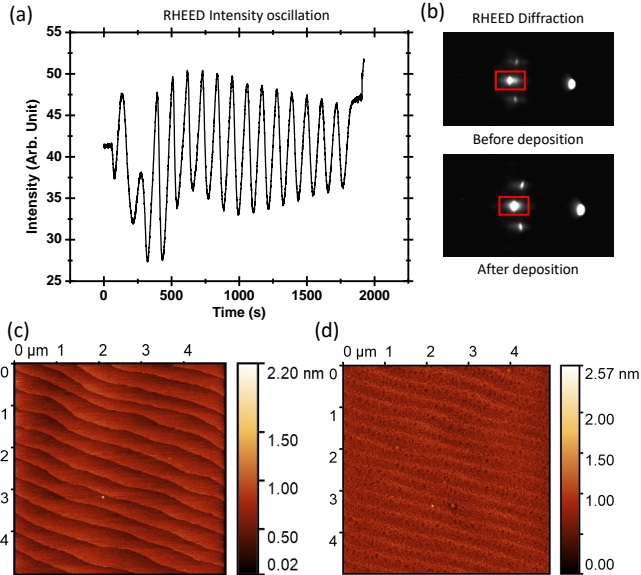 (a)
RHEED Intensity oscillation
55
50
45
40
35
30
25
Intensity (Arb. Unit)
0 500 1000 1500 2000
Time (s)
(b)
RHEED Diffraction
Before deposition
After deposition
(c)
0 μm 1 2 3 4
0
1
2
3
4
2.20 nm
1.50
1.00
0.50
0.02
(d)
0 μm 1 2 3 4
0
1
2
3
4
2.57 nm
2.00
1.50
1.00
0.00